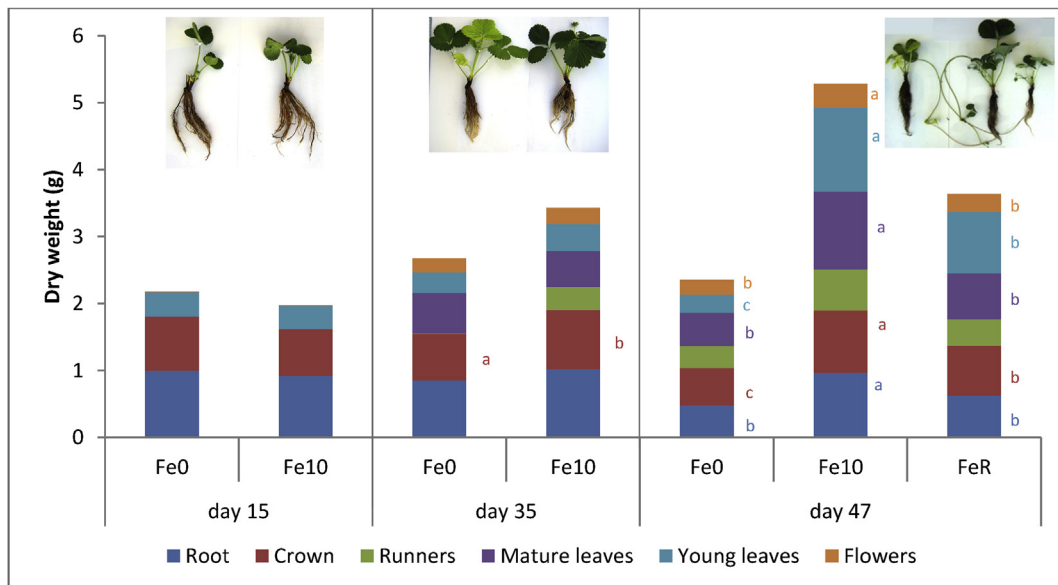 Dry weight (g)
6
5
4
3
2
1
0
a
b
b
c
b
c
b
a
a
a
a
a
b
b
b
b
b
Fe0 Fe10 Fe0 Fe10 Fe0 Fe10 FeR
day 15 day 35 day 47
Root Crown Runners Mature leaves Young leaves Flowers